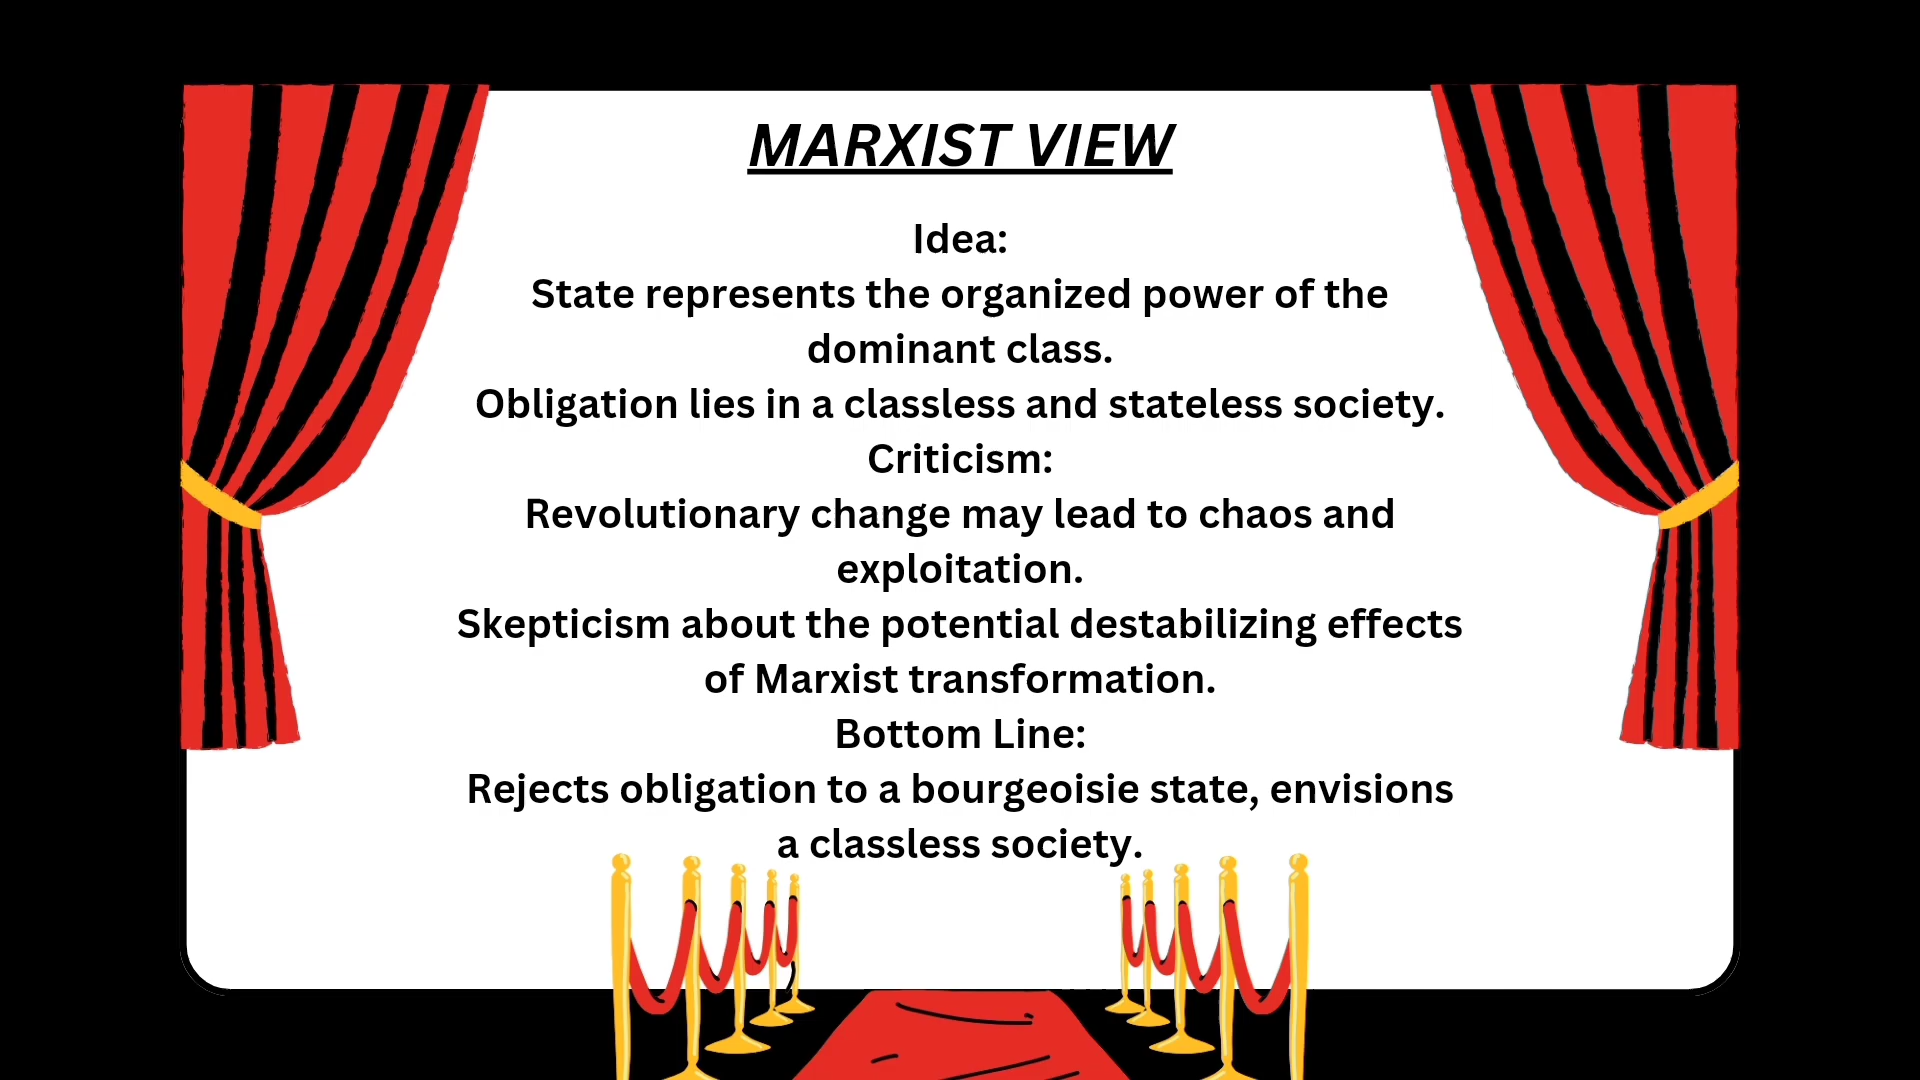 MARXIST VIEW
Idea:
State represents the organized power of the
dominant class.
Obligation lies in a classless and stateless society.
Criticism:
Revolutionary change may lead to chaos and
exploitation.
Skepticism about the potential destabilizing effects
of Marxist transformation.
Bottom Line:
Rejects obligation to a bourgeoisie state, envisions
a classless society.